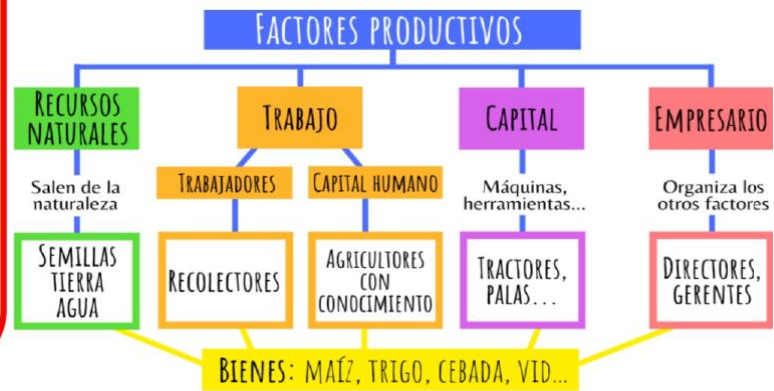 FACTORES PRODUCTIVOS
RECURSOS
NATURALES
TRABAJO
CAPITAL
EMPRESARIO
Salen de la
naturaleza
TRABAJADORES
CAPITAL HUMANO
Máquinas,
herramientas...
Organiza los
otros factores
SEMILLAS
TIERRA
AGUA
RECOLECTORES
AGRICULTORES
CON
CONOCIMIENTO
TRACTORES,
PALAS...
DIRECTORES,
GERENTES
BIENES: MAÍZ, TRIGO, CEBADA, VID...